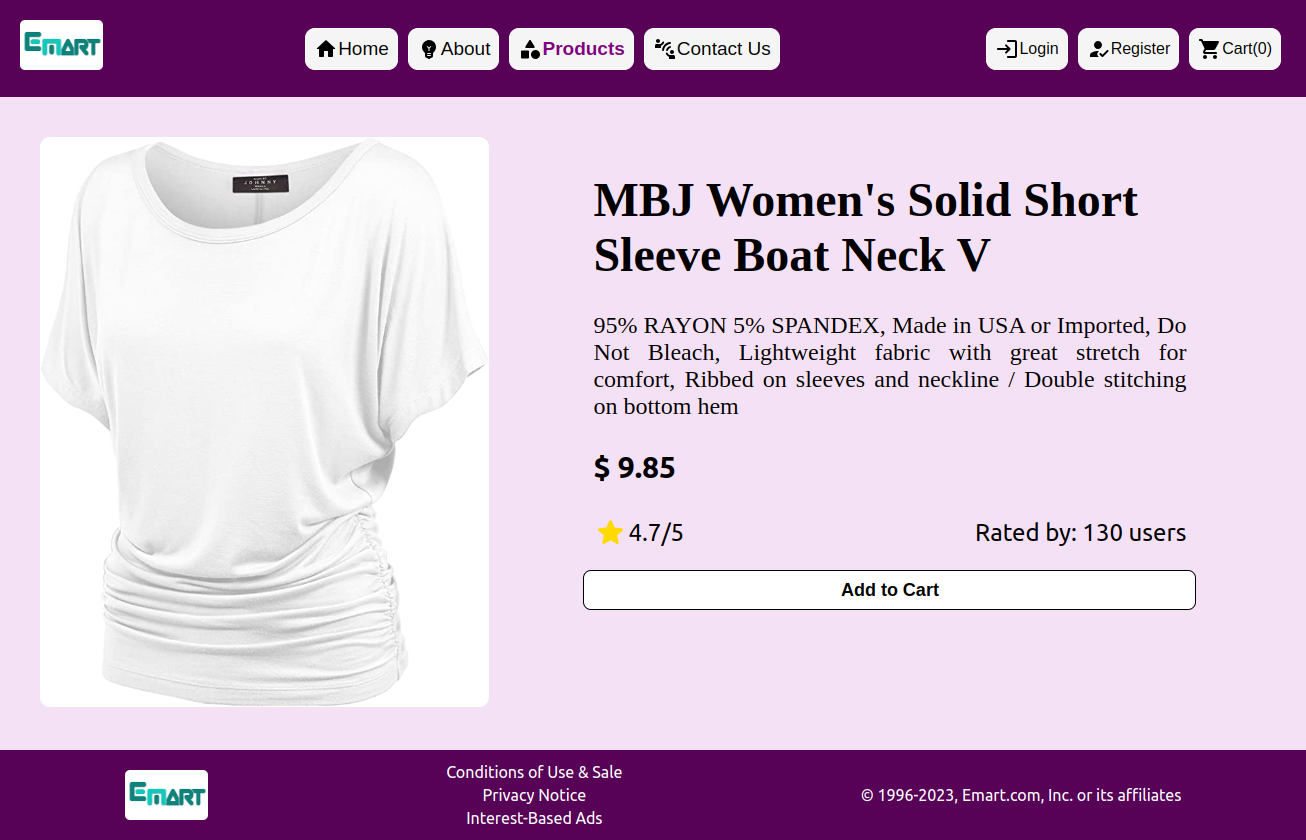 EMART
Home
About
Products
Contact Us
Login
Register
Cart(0)
JOHNNY
MBJ Women's Solid Short
Sleeve Boat Neck V
95% RAYON 5% SPANDEX, Made in USA or Imported, Do
Not Bleach, Lightweight fabric with great stretch for
comfort, Ribbed on sleeves and neckline / Double stitching
on bottom hem
$ 9.85
4.7/5
Rated by: 130 users
Add to Cart
EMART
Conditions of Use & Sale
Privacy Notice
Interest-Based Ads
© 1996-2023, Emart.com, Inc. or its affiliates